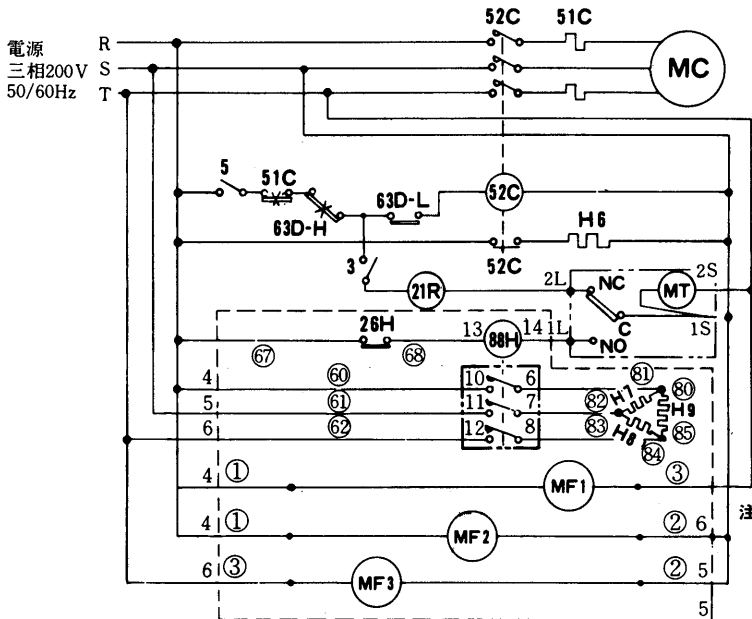 52C 51C
電源 R
三相200V S
50/60Hz T
MC
5 51C 63D-H 63D-L 52C
52C H6
3 21R 2L NC MT 2S
C 1S
NO
26H 13 88H 14 1L
67 68
4 60 10 6 81 80
5 61 11 7 82 H7 H9
6 62 12 8 83 H8 84 85
4 ① MF1 ③
注
4 ① MF2 ② 6
6 ③ MF3 ② 5
5